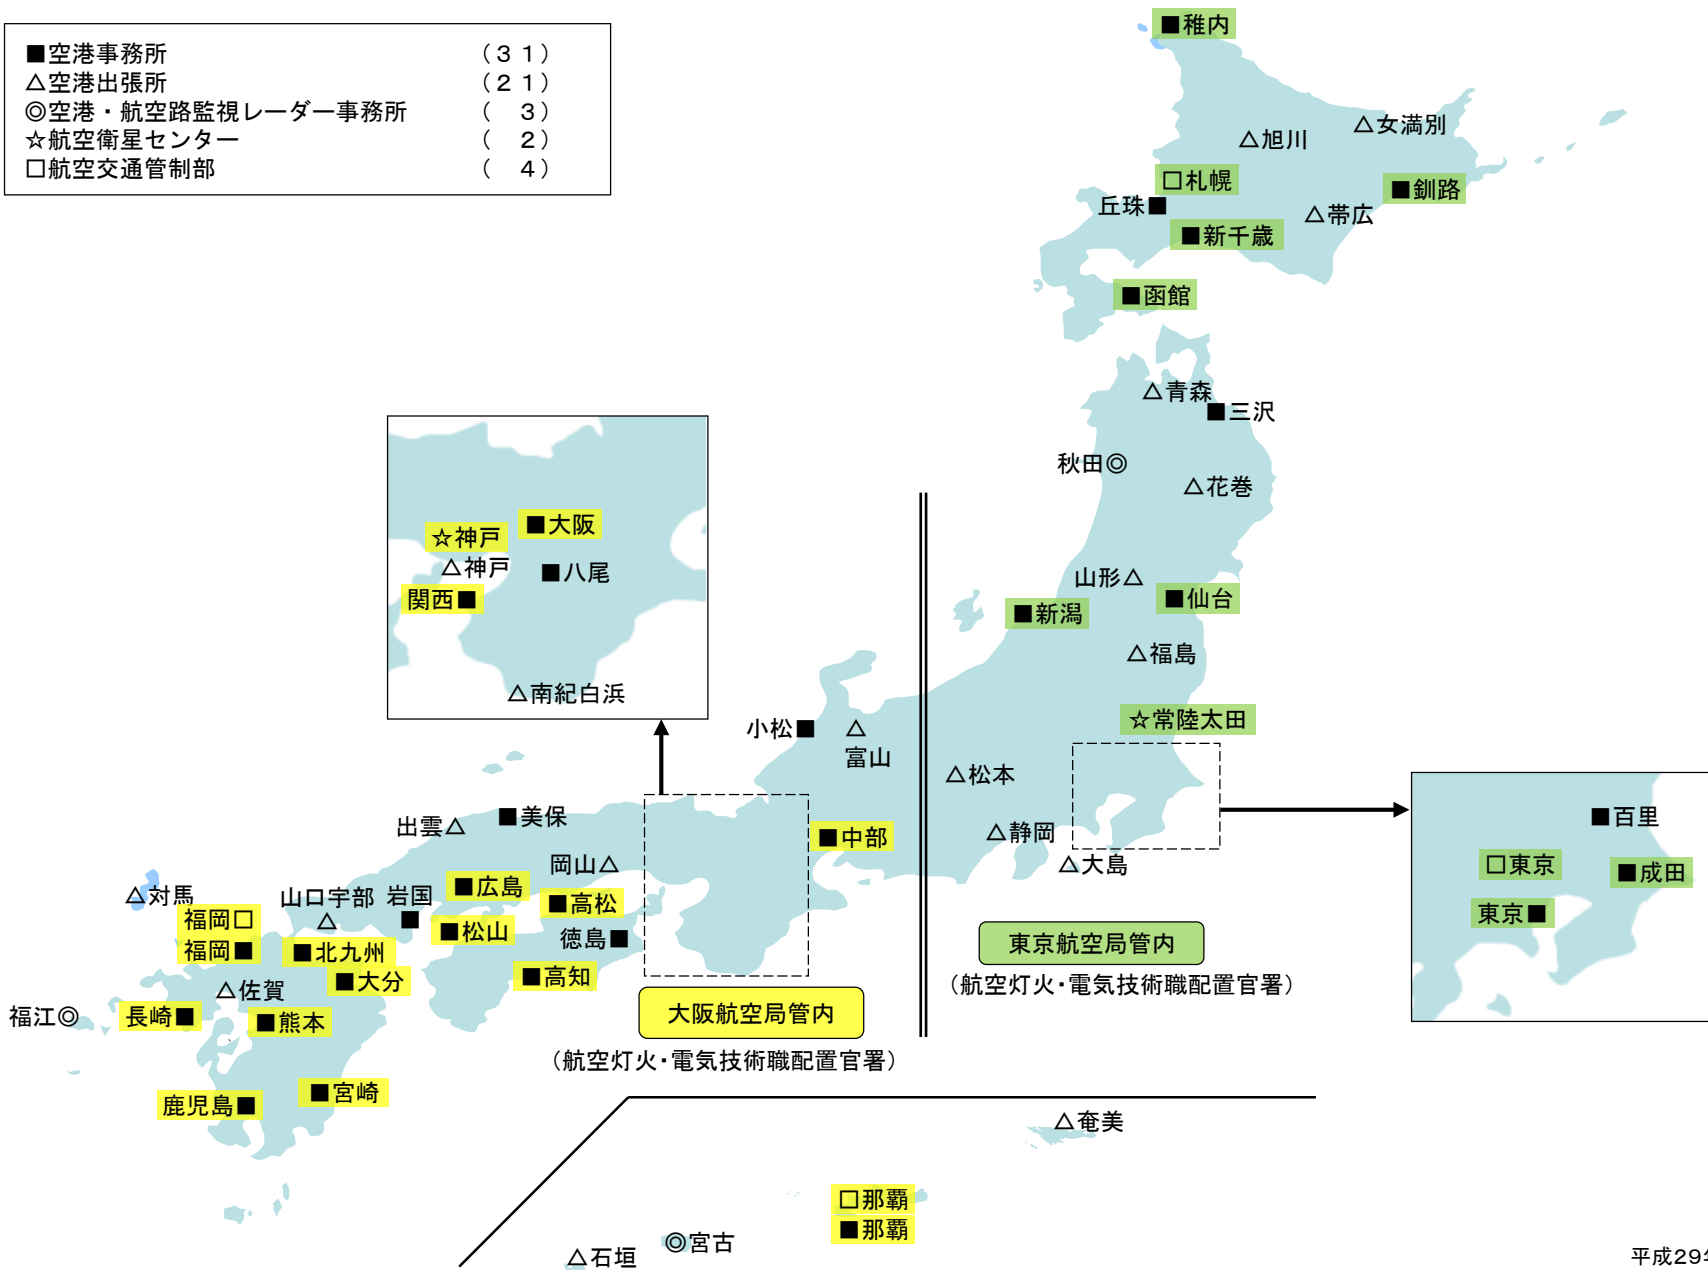 ■空港事務所 （３１）
△空港出張所 （２１）
◎空港・航空路監視レーダー事務所 （　３）
☆航空衛星センター （　２）
□航空交通管制部 （　４）
■稚内
△女満別
△旭川
□札幌
■釧路
丘珠■
△帯広
■新千歳
■函館
△青森
■三沢
秋田◎
△花巻
■大阪
☆神戸
△神戸
■八尾
関西■
△南紀白浜
山形△
■仙台
■新潟
△福島
☆常陸太田
小松■
△
富山
△松本
△静岡
△大島
■百里
□東京
■成田
東京■
■美保
出雲△
■中部
岡山△
■広島
■高松
△対馬
山口宇部
△
岩国
■
福岡□
■松山
徳島■
福岡■
■北九州
■大分
■高知
△佐賀
福江◎
長崎■
■熊本
■宮崎
鹿児島■
東京航空局管内
（航空灯火・電気技術職配置官署）
大阪航空局管内
（航空灯火・電気技術職配置官署）
△奄美
□那覇
■那覇
◎宮古
△石垣
平成29